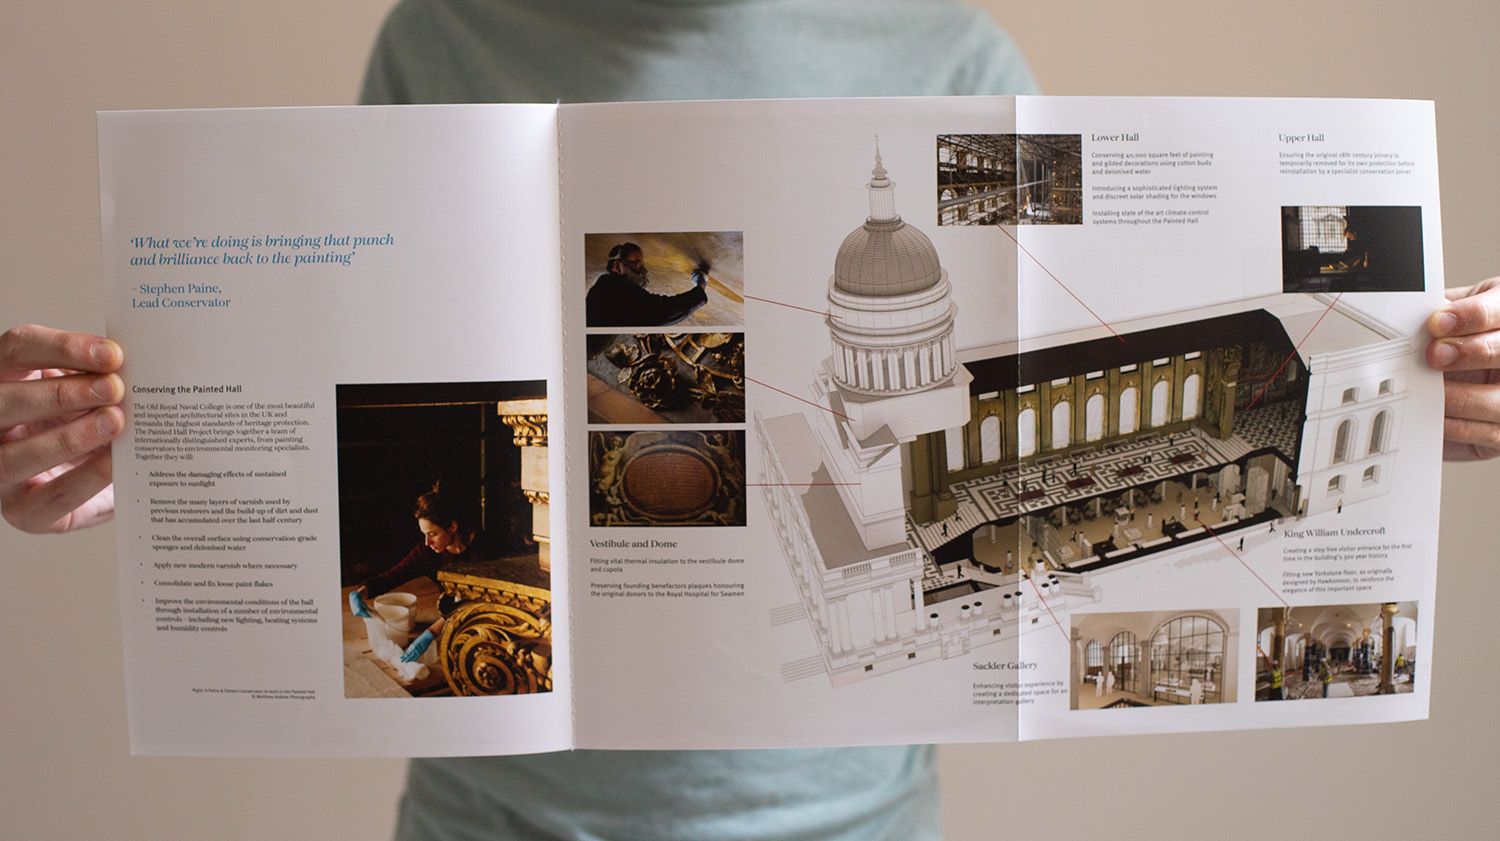 ‘What we’re doing is bringing that punch
and brilliance back to the painting’
– Stephen Paine,
Lead Conservator
Conserving the Painted Hall
The Old Royal Naval College is one of the most beautiful
and important architectural sites in the UK and
demands the highest standards of heritage protection.
The Painted Hall Project brings together a team of
internationally distinguished experts, from painting
conservators to environmental monitoring specialists.
Together they will:
• Address the damaging effects of sustained
exposure to sunlight
• Remove the many layers of varnish used by
previous restorers and the build-up of dirt and dust
that has accumulated over the last half century
• Clean the overall surface using conservation-grade
sponges and deionised water
• Apply new modern varnish where necessary
• Consolidate and fix loose paint flakes
• Improve the environmental conditions of the hall
through installation of a number of environmental
controls – including new lighting, heating systems
and humidity controls
Right: A Paine & Stewart conservator at work in the Painted Hall
© Matthew Andrews Photography
Vestibule and Dome
Fitting vital thermal insulation to the vestibule dome
and cupola
Preserving founding benefactors plaques honouring
the original donors to the Royal Hospital for Seamen
Lower Hall
Conserving 40,000 square feet of painting
and gilded decorations using cotton buds
and deionised water
Introducing a sophisticated lighting system
and discreet solar shading for the windows
Installing state of the art climate-control
systems throughout the Painted Hall
Upper Hall
Ensuring the original 18th century joinery is
temporarily removed for its own protection before
reinstallation by a specialist conservation joiner
King William Undercroft
Creating a step free visitor entrance for the first
time in the building’s 300 year history
Fitting new Yorkstone floor, as originally
designed by Hawksmoor, to reinforce the
elegance of this important space
Sackler Gallery
Enhancing visitor experience by
creating a dedicated space for an
interpretation gallery